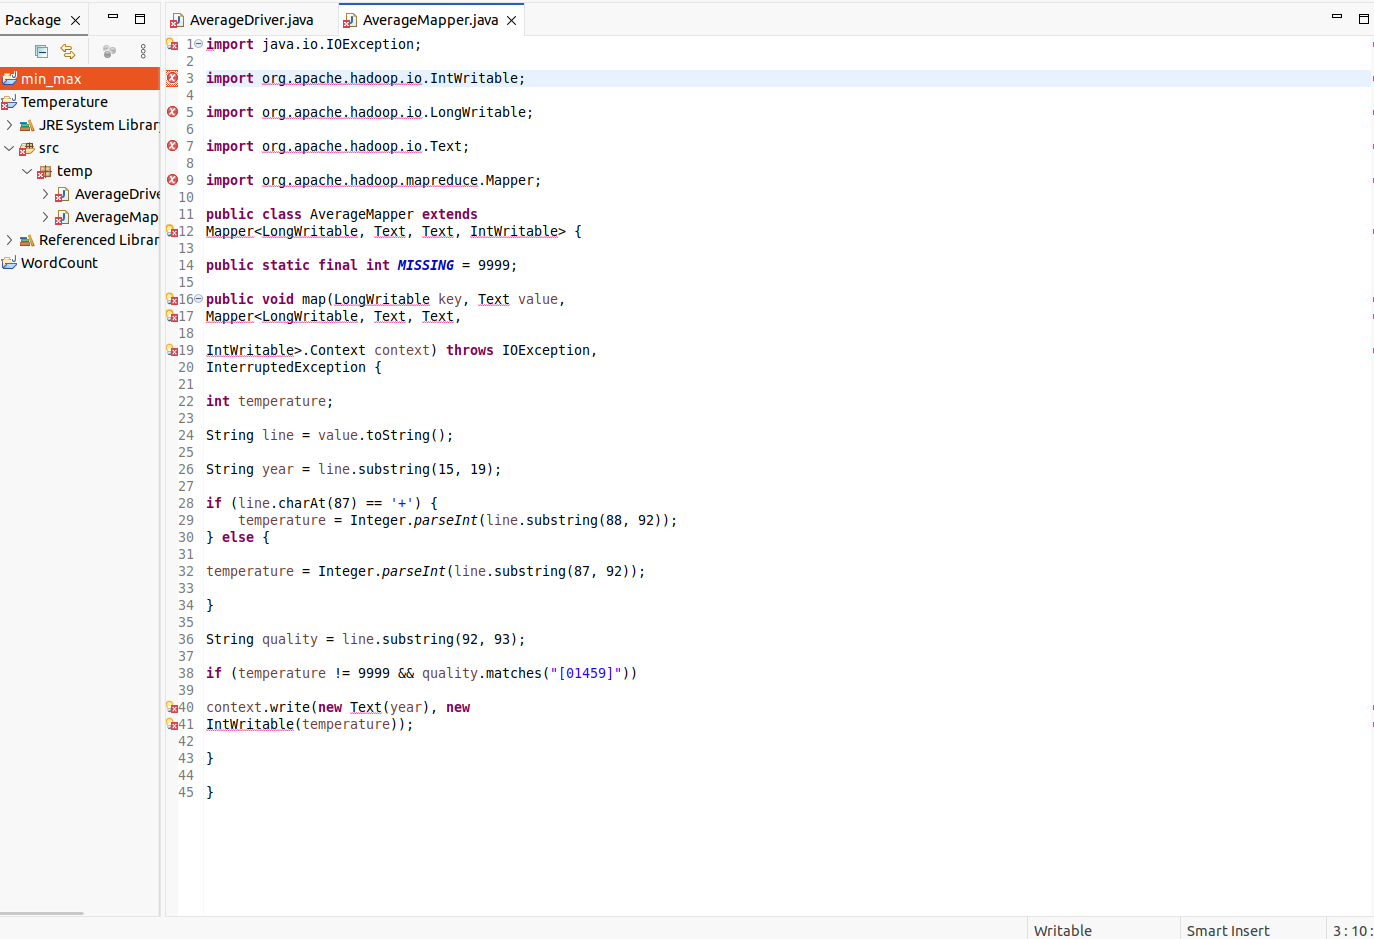 Package
AverageDriver.java
AverageMapper.java
min_max
Temperature
JRE System Librar
src
temp
AverageDrive
AverageMap
Referenced Librar
WordCount
1 import java.io.IOException;
2
3 import org.apache.hadoop.io.IntWritable;
4
5 import org.apache.hadoop.io.LongWritable;
6
7 import org.apache.hadoop.io.Text;
8
9 import org.apache.hadoop.mapreduce.Mapper;
10
11 public class AverageMapper extends
12 Mapper<LongWritable, Text, Text, IntWritable> {
13
14 public static final int MISSING = 9999;
15
16 public void map(LongWritable key, Text value,
17 Mapper<LongWritable, Text, Text,
18
19 IntWritable>.Context context) throws IOException,
20 InterruptedException {
21
22 int temperature;
23
24 String line = value.toString();
25
26 String year = line.substring(15, 19);
27
28 if (line.charAt(87) == '+') {
29     temperature = Integer.parseInt(line.substring(88, 92));
30 } else {
31
32 temperature = Integer.parseInt(line.substring(87, 92));
33
34 }
35
36 String quality = line.substring(92, 93);
37
38 if (temperature != 9999 && quality.matches("[01459]"))
39
40 context.write(new Text(year), new
41 IntWritable(temperature));
42
43 }
44
45 }
Writable
Smart Insert
3 : 10 :